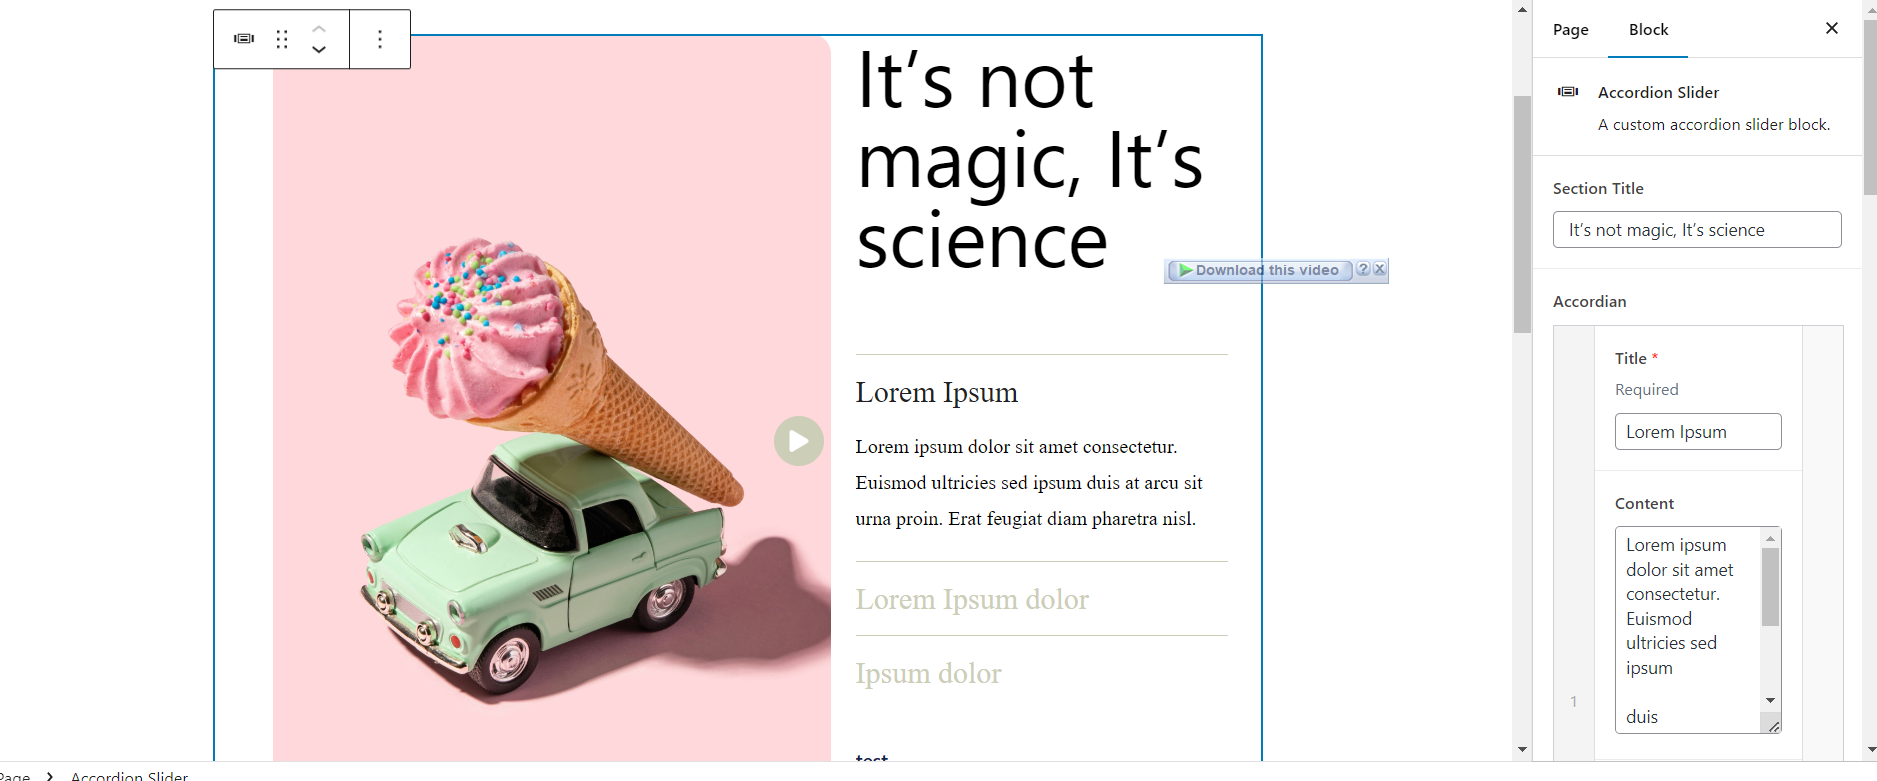 It’s not
magic, It’s
science
Download this video ? X
Lorem Ipsum
Lorem ipsum dolor sit amet consectetur.
Euismod ultricies sed ipsum duis at arcu sit
urna proin. Erat feugiat diam pharetra nisl.
Lorem Ipsum dolor
Ipsum dolor
test
Page Block
Accordion Slider
A custom accordion slider block.
Section Title
It’s not magic, It’s science
Accordian
Title *
Required
Lorem Ipsum
Content
Lorem ipsum
dolor sit amet
consectetur.
Euismod
ultricies sed
ipsum
duis
1
Page > Accordion Slider